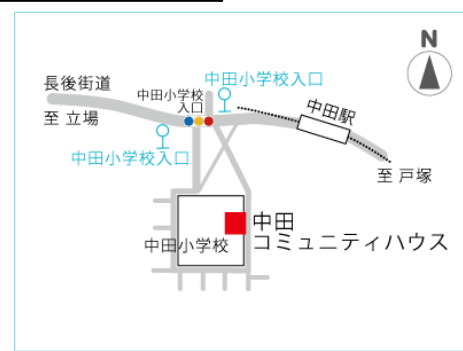 N
長後街道
中田小学校入口
中田小学校
入口
中田駅
至 立場
中田小学校入口
至 戸塚
中田
コミュニティハウス
中田小学校